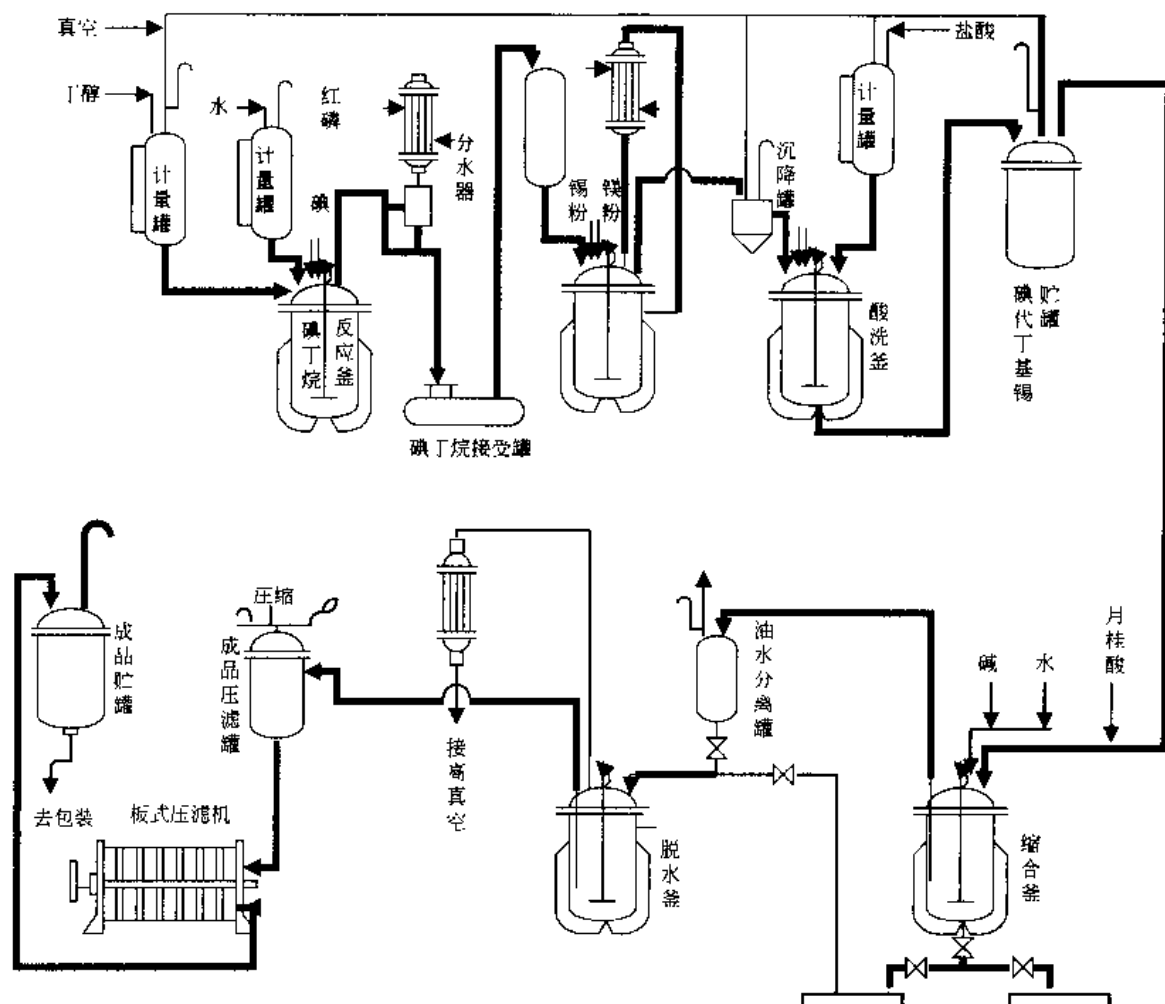 真空
丁醇
水
红磷
碘
计量罐
计量罐
分水器
锡粉
镁粉
沉降罐
盐酸
计量罐
碘丁烷
反应釜
碘丁烷接受罐
酸洗釜
碘代丁基锡
贮罐
成品贮罐
去包装
压缩
成品压滤罐
板式压滤机
接高真空
油水分离罐
脱水釜
碱
水
月桂酸
缩合釜